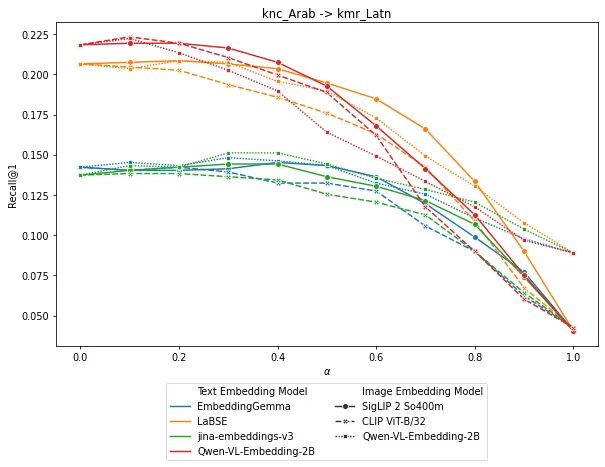 knc_Arab -> kmr_Latn
Recall@1
0.225
0.200
0.175
0.150
0.125
0.100
0.075
0.050
0.0
0.2
0.4
0.6
0.8
1.0
α
Text Embedding Model
EmbeddingGemma
LaBSE
jina-embeddings-v3
Qwen-VL-Embedding-2B
Image Embedding Model
SigLIP 2 So400m
CLIP ViT-B/32
Qwen-VL-Embedding-2B